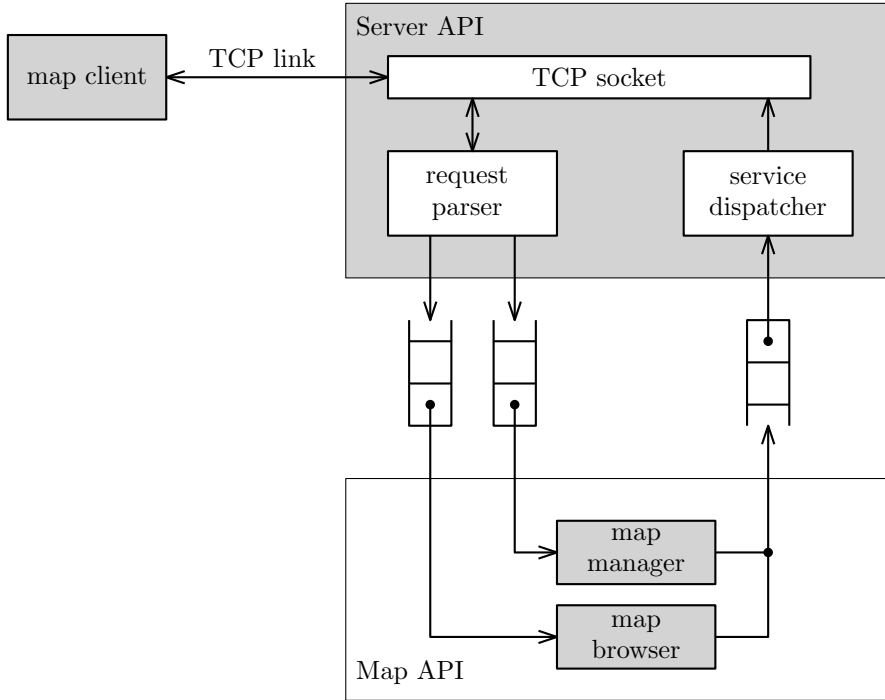 Server API
map client
TCP link
TCP socket
request
parser
service
dispatcher
map
manager
map
browser
Map API